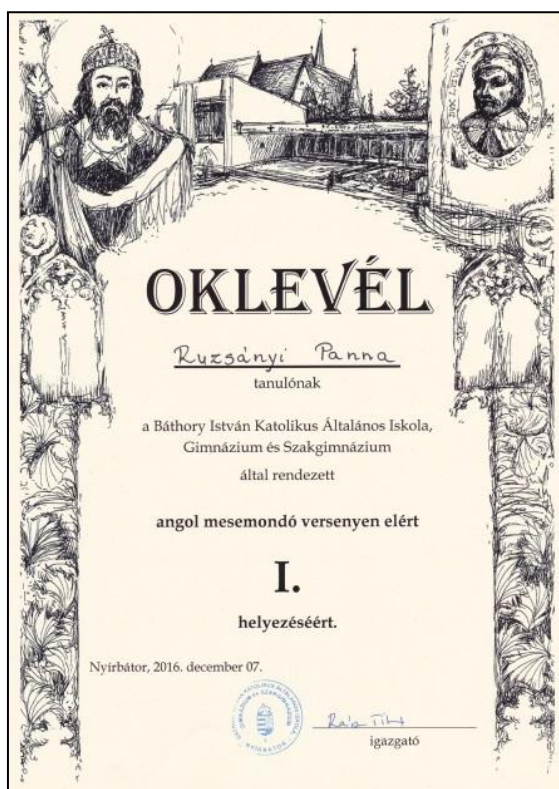 OKLEVÉL
Ruzsányi Panna
tanulónak
a Báthory István Katolikus Általános Iskola,
Gimnázium és Szakgimnázium
által rendezett
angol mesemondó versenyen elért
I.
helyezéséért.
Nyírbátor, 2016. december 07.
igazgató